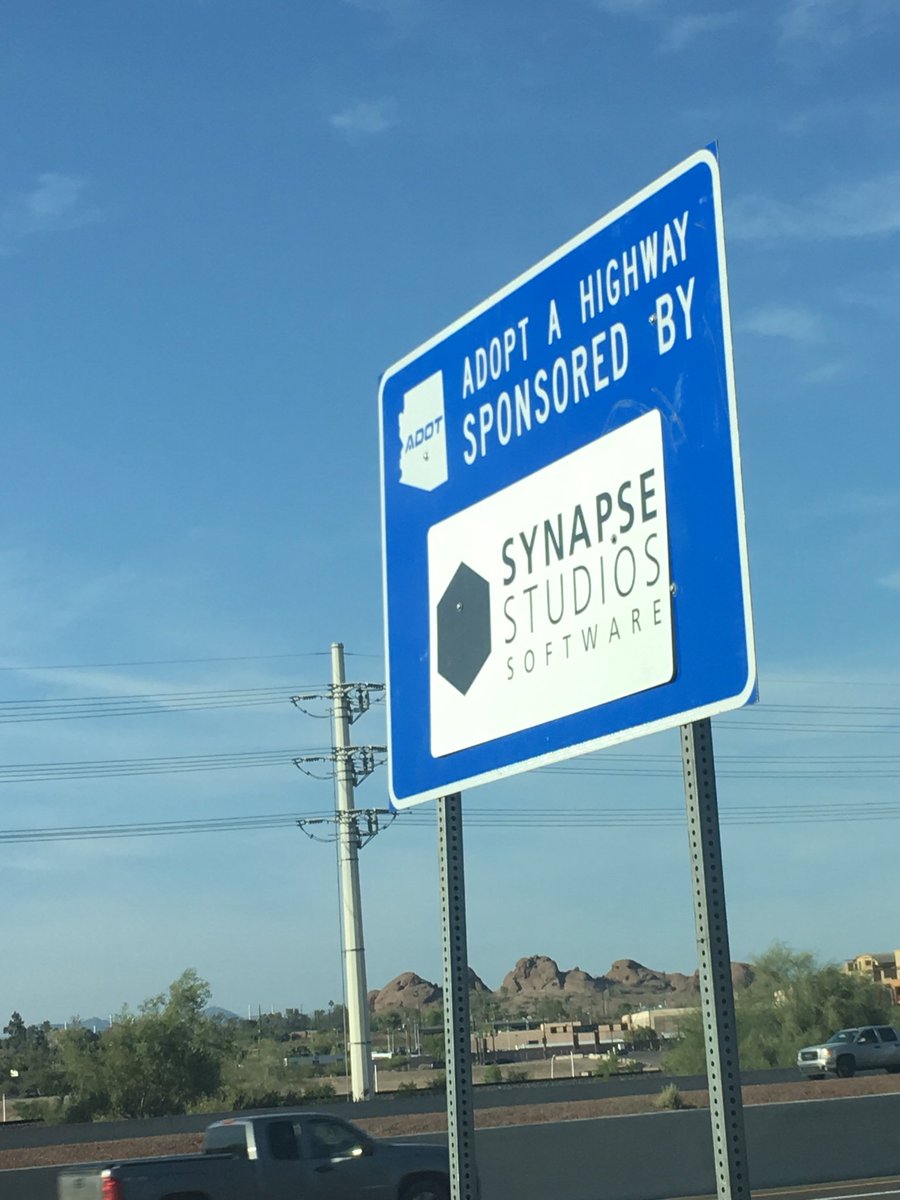 ADOPT A HIGHWAY
SPONSORED BY
ADOT
SYNAPSE
STUDIOS
SOFTWARE